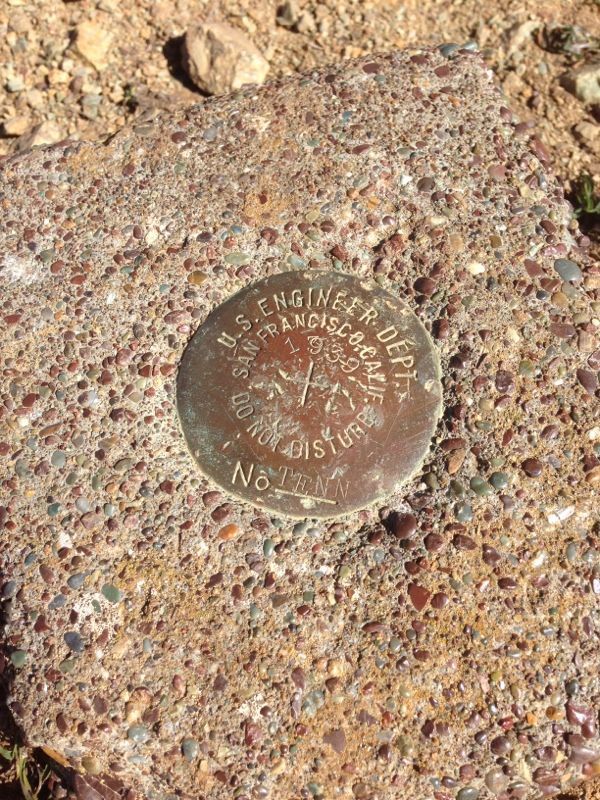 U.S. ENGINEER DEPT.
SAN FRANCISCO-CALIF.
1939
DO NOT DISTURB
No TENN